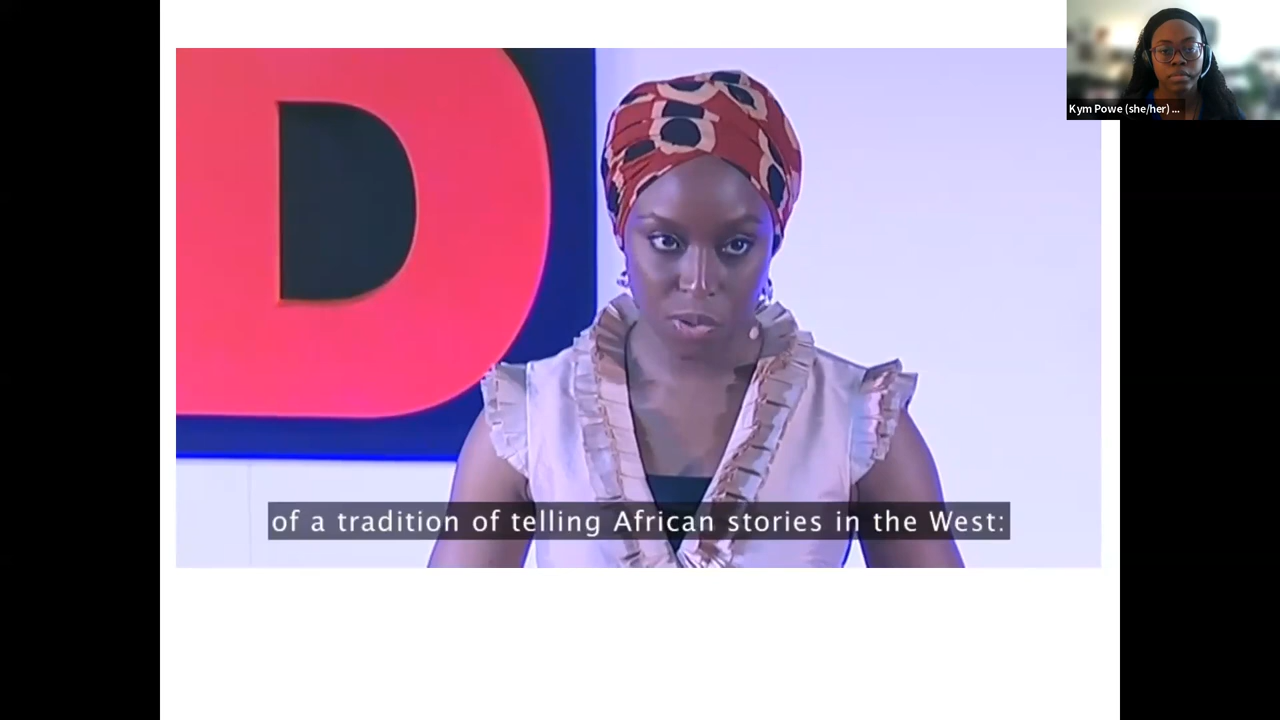 D
Kym Powe (she/her) ...
of a tradition of telling African stories in the West: